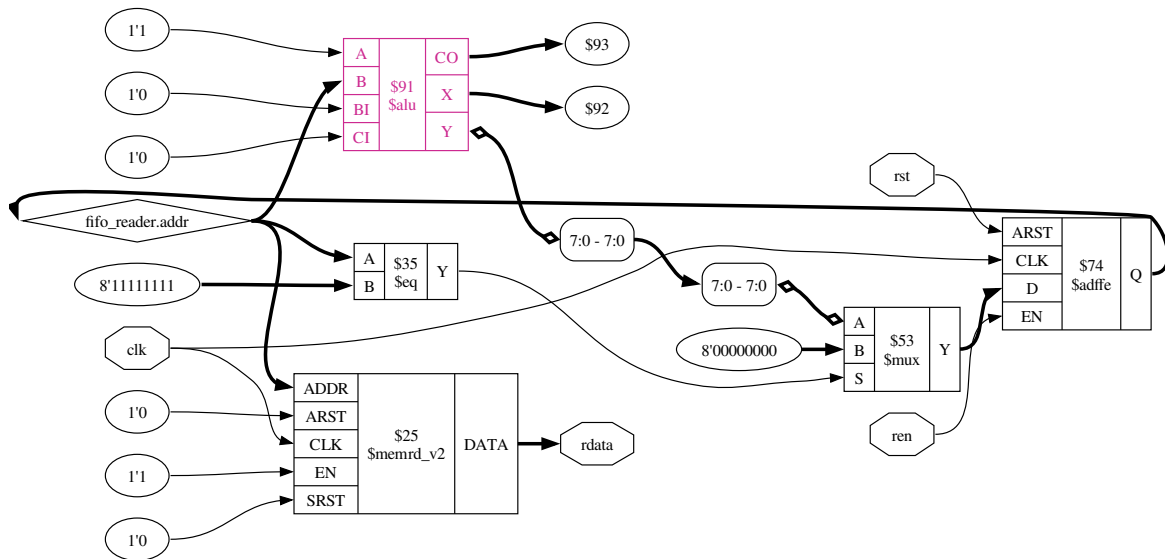 1'1
1'0
1'0
A
B
BI
CI
$91
$alu
CO
X
Y
$93
$92
fifo_reader.addr
8'11111111
A
B
$35
$eq
Y
7:0 - 7:0
7:0 - 7:0
clk
1'0
1'1
1'0
ADDR
ARST
CLK
EN
SRST
$25
$memrd_v2
DATA
rdata
8'00000000
A
B
S
$53
$mux
Y
rst
ren
ARST
CLK
D
EN
$74
$adffe
Q